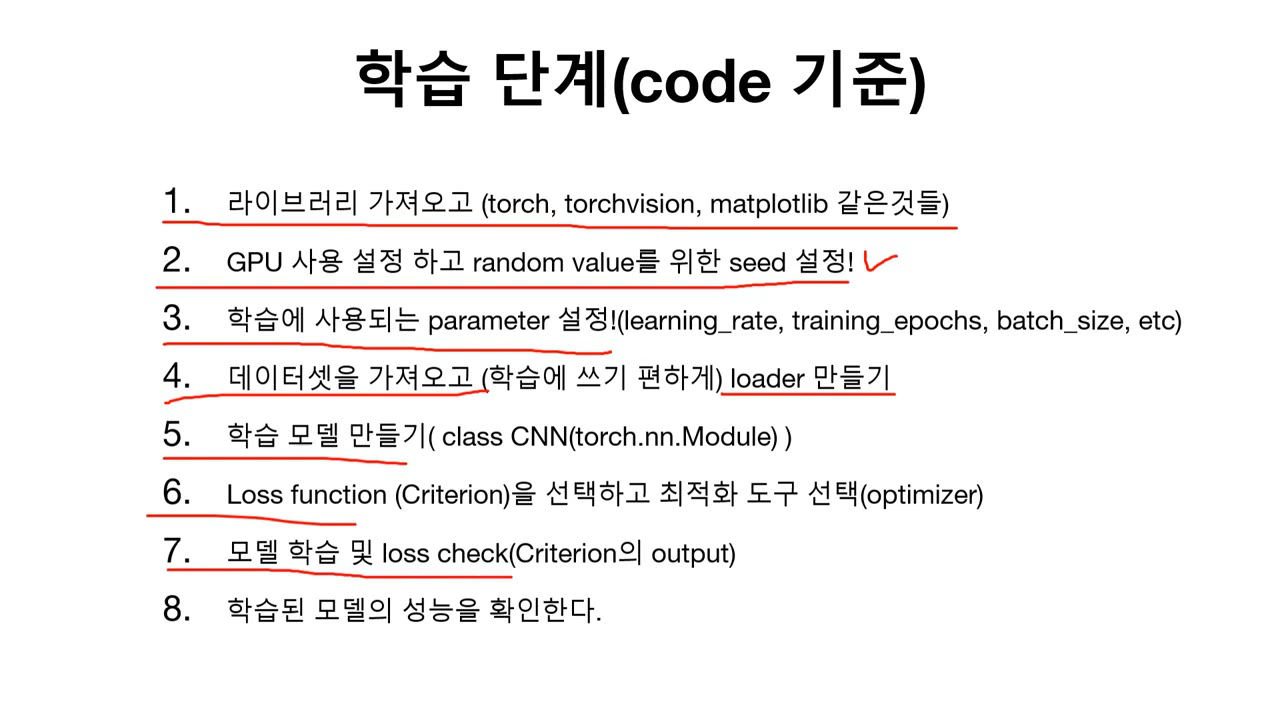 학습 단계(code 기준)
1. 라이브러리 가져오고 (torch, torchvision, matplotlib 같은것들)
2. GPU 사용 설정 하고 random value를 위한 seed 설정!
3. 학습에 사용되는 parameter 설정!(learning_rate, training_epochs, batch_size, etc)
4. 데이터셋을 가져오고 (학습에 쓰기 편하게) loader 만들기
5. 학습 모델 만들기( class CNN(torch.nn.Module) )
6. Loss function (Criterion)을 선택하고 최적화 도구 선택(optimizer)
7. 모델 학습 및 loss check(Criterion의 output)
8. 학습된 모델의 성능을 확인한다.